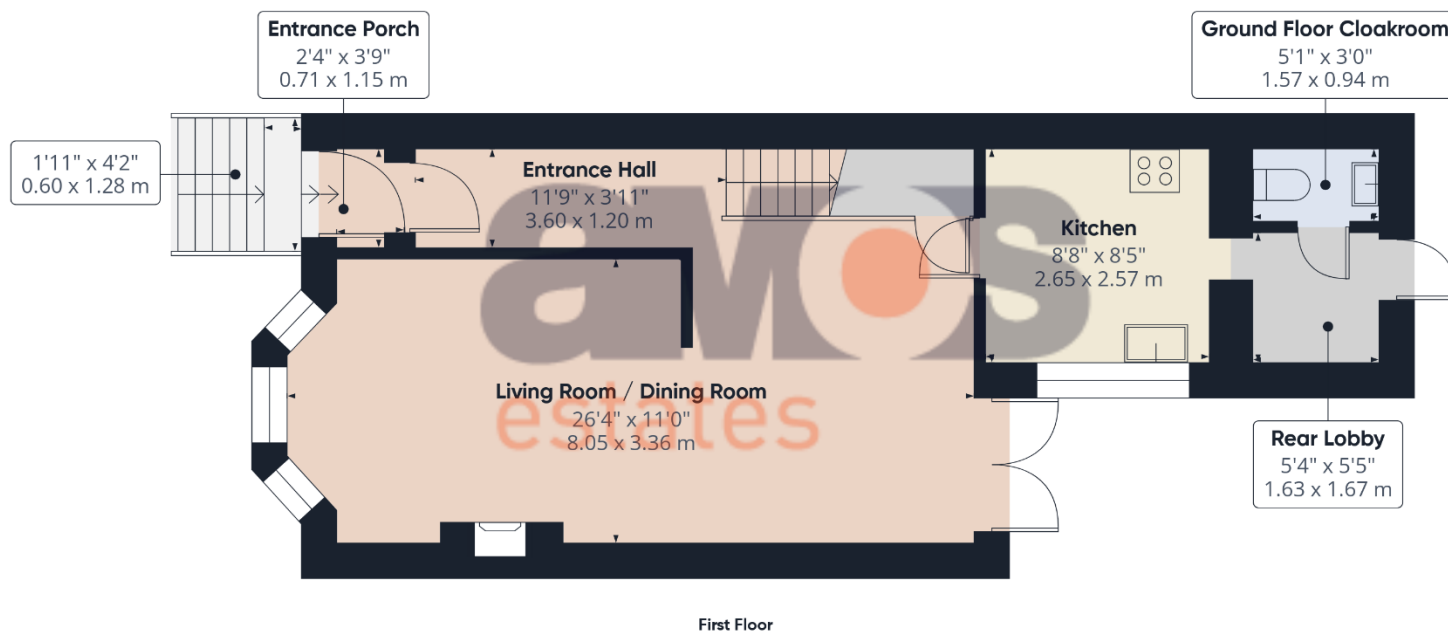 Entrance Porch
2'4" x 3'9"
0.71 x 1.15 m
Ground Floor Cloakroom
5'1" x 3'0"
1.57 x 0.94 m
1'11" x 4'2"
0.60 x 1.28 m
Entrance Hall
11'9" x 3'11"
3.60 x 1.20 m
Kitchen
8'8" x 8'5"
2.65 x 2.57 m
amos
estates
Living Room / Dining Room
26'4" x 11'0"
8.05 x 3.36 m
Rear Lobby
5'4" x 5'5"
1.63 x 1.67 m
First Floor